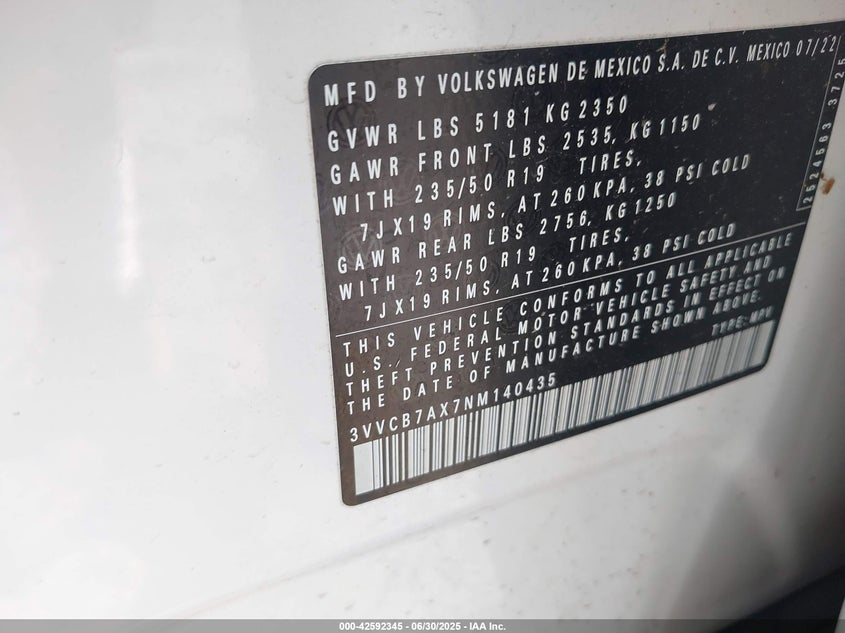 MFD BY VOLKSWAGEN DE MEXICO S.A. DE C.V. MEXICO 07/22
GVWR LBS 5181 KG 2350
GAWR FRONT LBS 2535, KG 1150
WITH 235/50 R19 TIRES,
7JX19 RIMS, AT 260 KPA, 38 PSI COLD
GAWR REAR LBS 2756, KG 1250
WITH 235/50 R19 TIRES,
7JX19 RIMS, AT 260 KPA, 38 PSI COLD
THIS VEHICLE CONFORMS TO ALL APPLICABLE
U.S. FEDERAL MOTOR VEHICLE SAFETY AND
THEFT PREVENTION STANDARDS IN EFFECT ON
THE DATE OF MANUFACTURE SHOWN ABOVE.
TYPE: MPV
3VVCB7AX7NM140435
2524563 3725
000-42592345 - 06/30/2025 - IAA Inc.